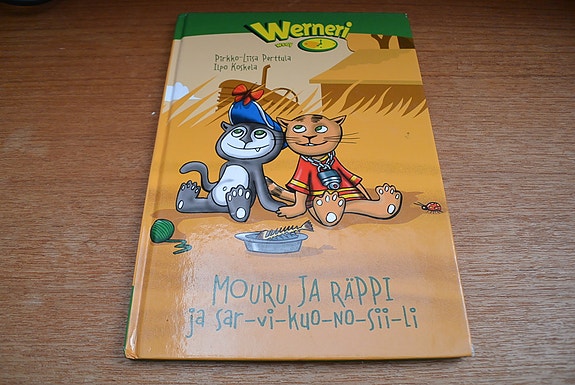 Werneri
Pirkko-Liisa Perttula
Ilpo Koskela
MOURU JA RÄPPI
ja sar-vi-kuo-no-sii-li